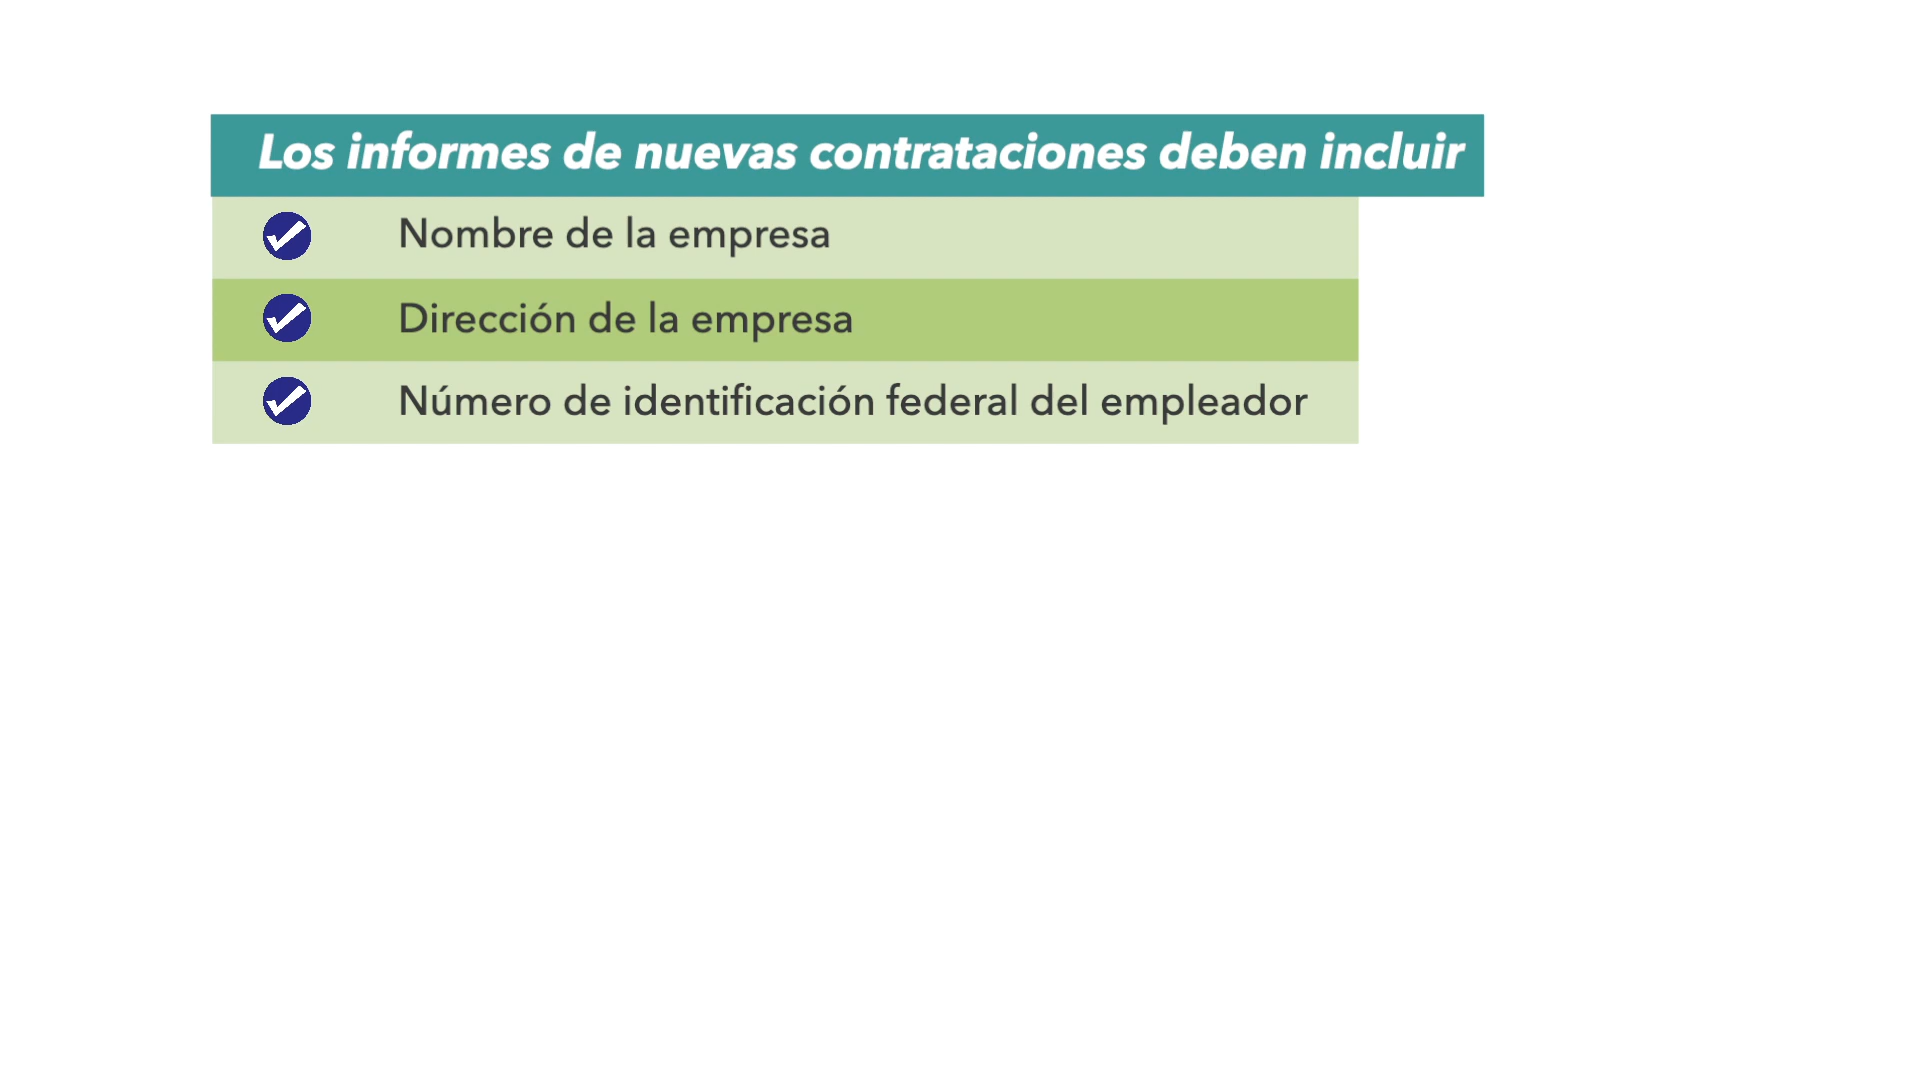 Los informes de nuevas contrataciones deben incluir
Nombre de la empresa
Dirección de la empresa
Número de identificación federal del empleador